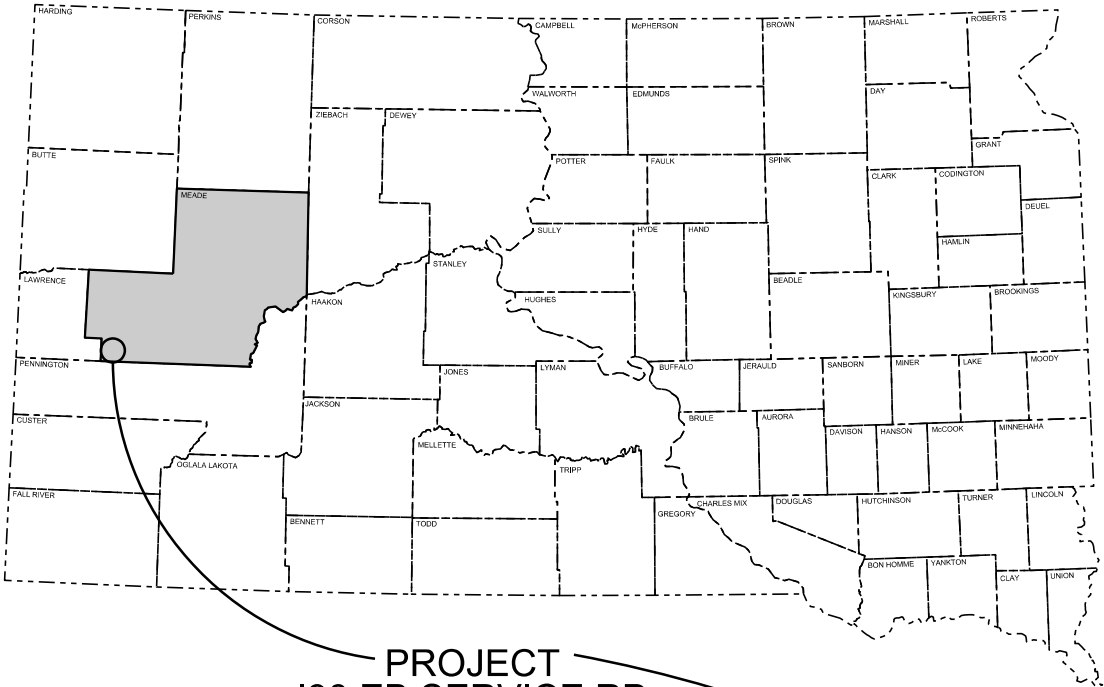 HARDING
PERKINS
CORSON
CAMPBELL
McPHERSON
BROWN
MARSHALL
ROBERTS
WALWORTH
EDMUNDS
DAY
ZIEBACH
DEWEY
GRANT
BUTTE
POTTER
FAULK
SPINK
CLARK
CODINGTON
MEADE
DEUEL
SULLY
HYDE
HAND
HAMLIN
STANLEY
LAWRENCE
BEADLE
KINGSBURY
BROOKINGS
HAAKON
HUGHES
PENNINGTON
JONES
LYMAN
BUFFALO
JERAULD
SANBORN
MINER
LAKE
MOODY
JACKSON
CUSTER
BRULE
AURORA
DAVISON
HANSON
McCOOK
MINNEHAHA
MELLETTE
OGLALA LAKOTA
TRIPP
FALL RIVER
CHARLES MIX
DOUGLAS
HUTCHINSON
TURNER
LINCOLN
GREGORY
BENNETT
TODD
BON HOMME
YANKTON
CLAY
UNION
PROJECT